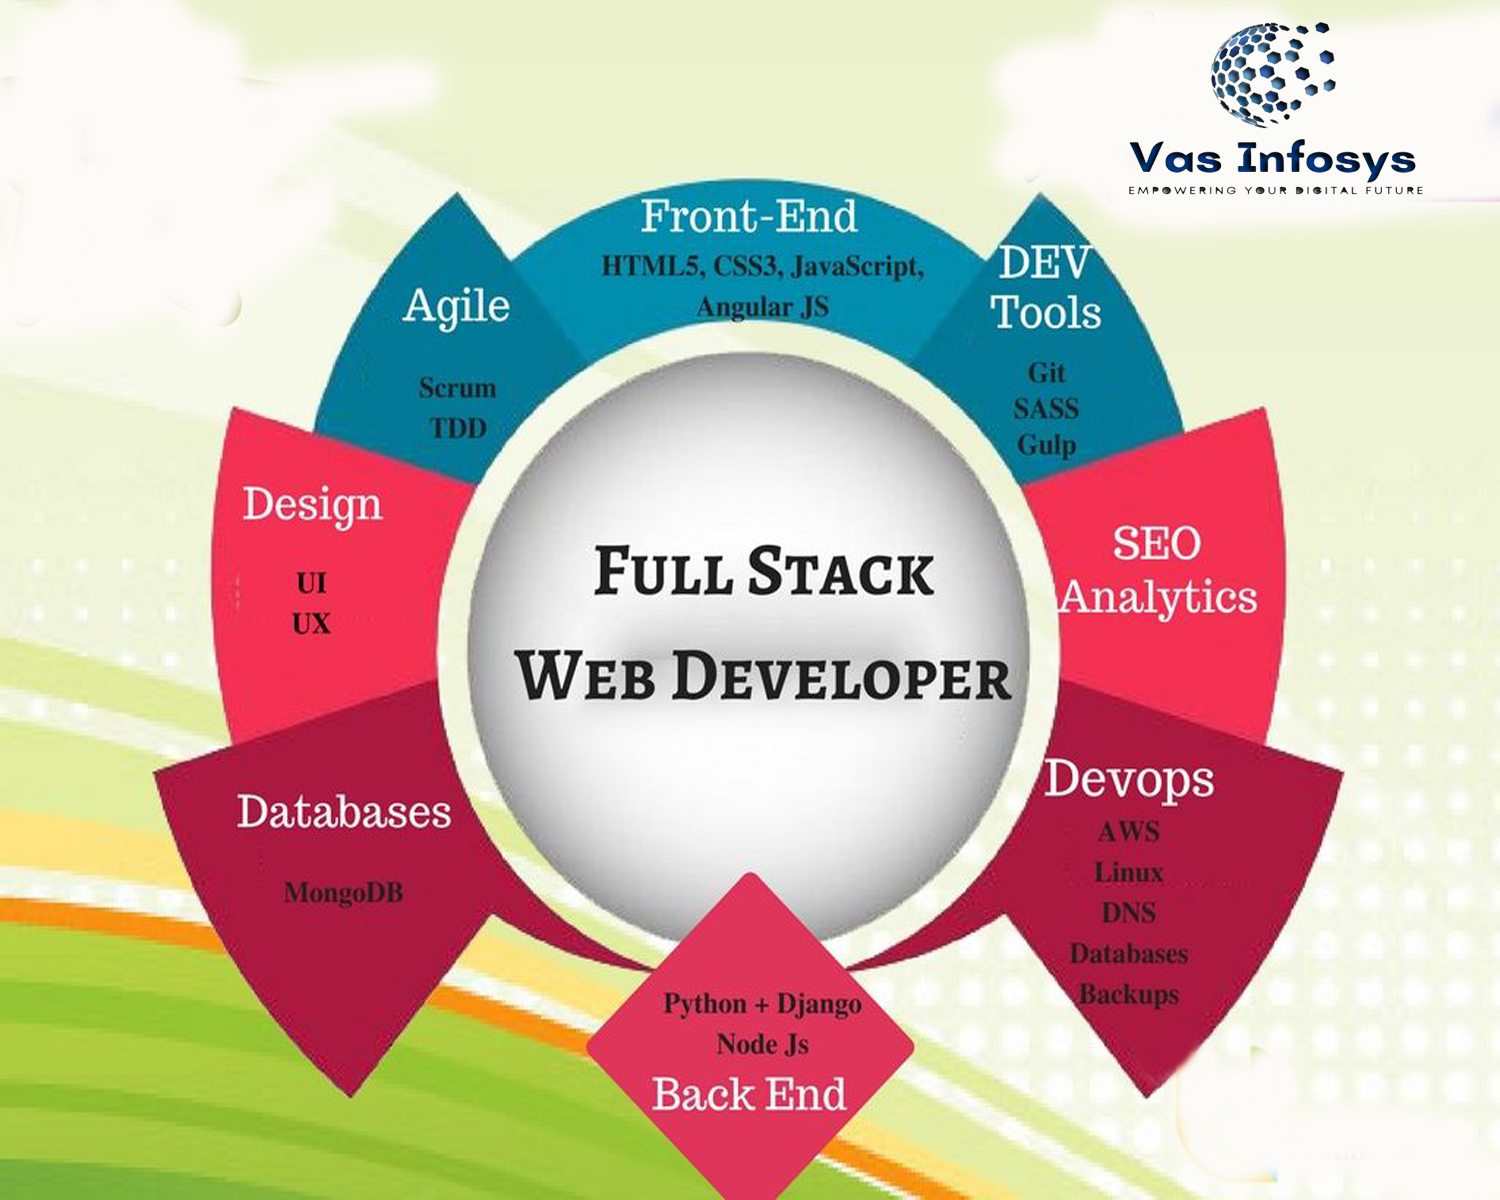 Vas Infosys
EMPOWERING YOUR DIGITAL FUTURE
Front-End
HTML5, CSS3, JavaScript,
Angular JS
Agile
Scrum
TDD
DEV
Tools
Git
SASS
Gulp
Design
UI
UX
SEO
Analytics
Full Stack
Web Developer
Databases
MongoDB
Devops
AWS
Linux
DNS
Databases
Backups
Python + Django
Node Js
Back End